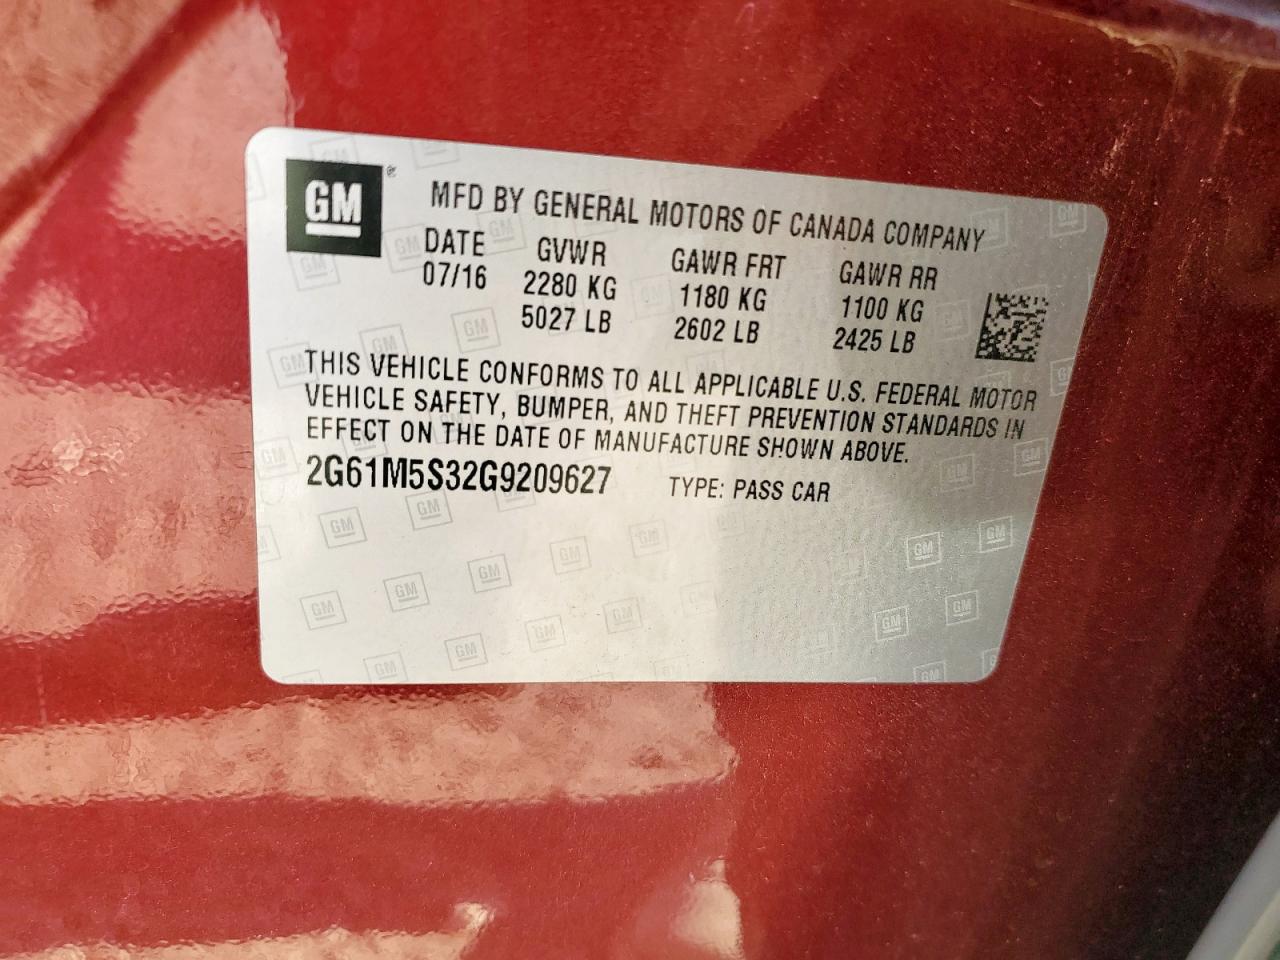 GM ®
MFD BY GENERAL MOTORS OF CANADA COMPANY
DATE GVWR GAWR FRT GAWR RR
07/16 2280 KG 1180 KG 1100 KG
5027 LB 2602 LB 2425 LB
THIS VEHICLE CONFORMS TO ALL APPLICABLE U.S. FEDERAL MOTOR
VEHICLE SAFETY, BUMPER, AND THEFT PREVENTION STANDARDS IN
EFFECT ON THE DATE OF MANUFACTURE SHOWN ABOVE.
2G61M5S32G9209627 TYPE: PASS CAR